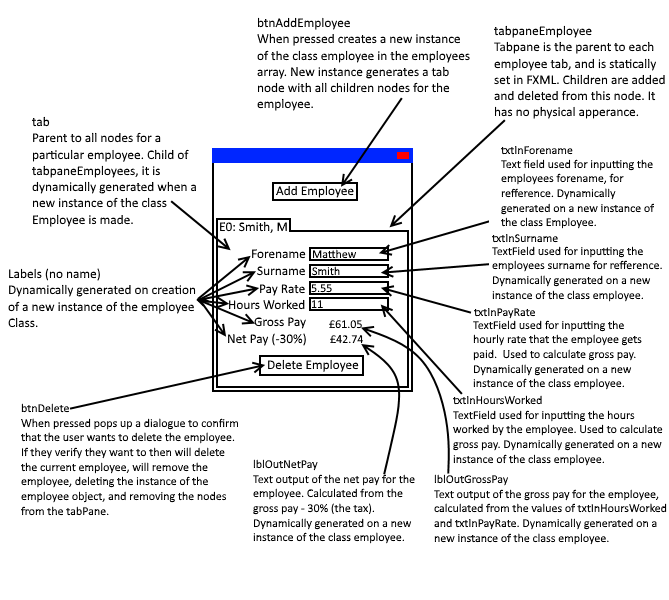 btnAddEmployee
When pressed creates a new instance
of the class employee in the employees
array. New instance generates a tab
node with all children nodes for the
employee.
tabpaneEmployee
Tabpane is the parent to each
employee tab, and is statically
set in FXML. Children are added
and deleted from this node. It
has no physical apperance.
tab
Parent to all nodes for a
particular employee. Child of
tabpaneEmployees, it is
dynamically generated when a
new instance of the class
Employee is made.
Labels (no name)
Dynamically generated on creation
of a new instance of the employee
Class.
Add Employee
E0: Smith, M
Forename Matthew
Surname Smith
Pay Rate 5.55
Hours Worked 11
Gross Pay £61.05
Net Pay (-30%) £42.74
Delete Employee
txtInForename
Text field used for inputting the
employees forename, for
refference. Dynamically
generated on a new instance of
the class Employee.
txtInSurname
TextField used for inputting the
employees surname for refference.
Dynamically generated on a new
instance of the class employee.
txtInPayRate
TextField used for inputting the
hourly rate that the employee gets
paid. Used to calculate gross pay.
Dynamically generated on a new
instance of the class employee.
txtInHoursWorked
TextField used for inputting the hours
worked by the employee. Used to calculate
gross pay. Dynamically generated on a new
instance of the class employee.
btnDelete
When pressed pops up a dialogue to confirm
that the user wants to delete the employee.
If they verify they want to then will delete
the current employee, will remove the
employee, deleting the instance of the
employee object, and removing the nodes
from the tabPane.
lblOutNetPay
Text output of the net pay for the
employee. Calculated from the
gross pay - 30% (the tax).
Dynamically generated on a new
instance of the class employee.
lblOutGrossPay
Text output of the gross pay for the employee,
calculated from the values of txtInHoursWorked
and txtInPayRate. Dynamically generated on a
new instance of the class employee.